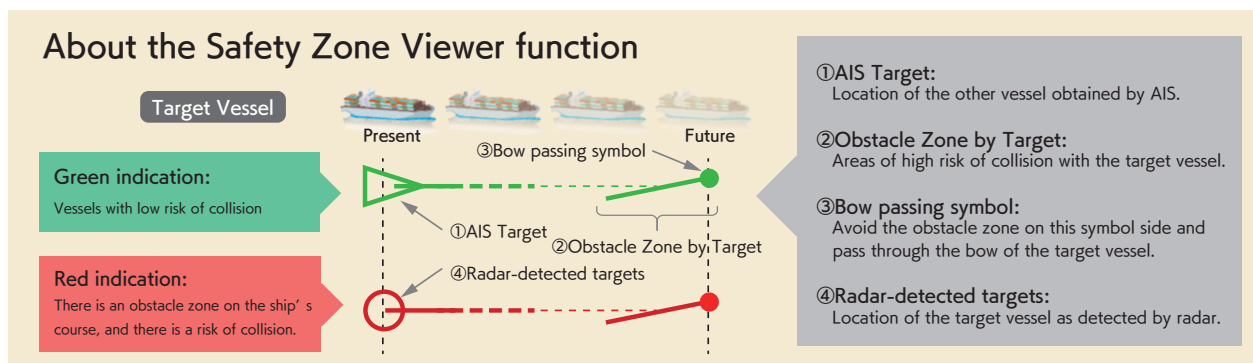 About the Safety Zone Viewer function
Target Vessel
Present
Future
③Bow passing symbol
Green indication:
Vessels with low risk of collision
①AIS Target
②Obstacle Zone by Target
④Radar-detected targets
Red indication:
There is an obstacle zone on the ship's
course, and there is a risk of collision.
①AIS Target:
Location of the other vessel obtained by AIS.
②Obstacle Zone by Target:
Areas of high risk of collision with the target vessel.
③Bow passing symbol:
Avoid the obstacle zone on this symbol side and
pass through the bow of the target vessel.
④Radar-detected targets:
Location of the target vessel as detected by radar.